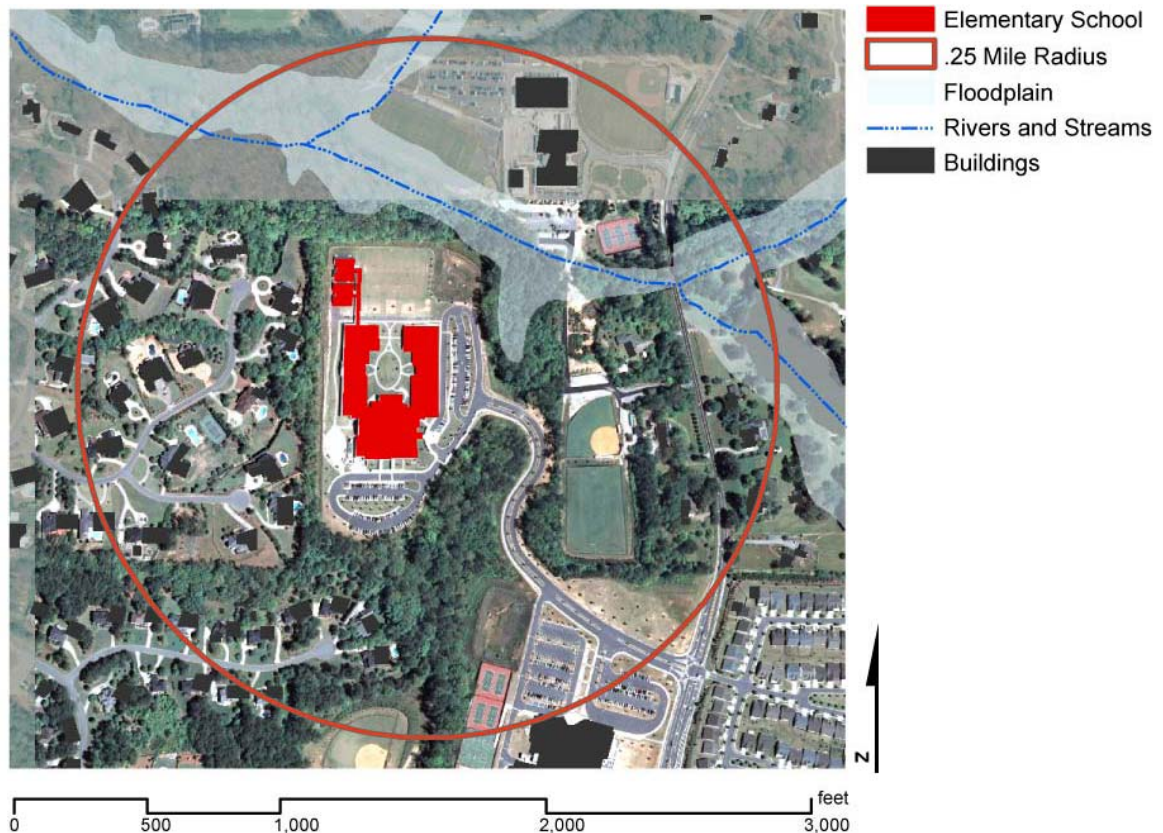 Elementary School
.25 Mile Radius
Floodplain
Rivers and Streams
Buildings
N
feet
0 500 1,000 2,000 3,000